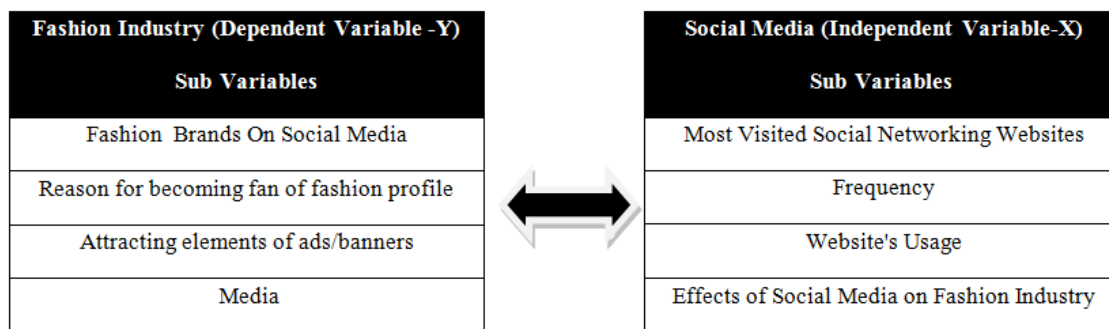 Fashion Industry (Dependent Variable -Y)
Sub Variables
Fashion Brands On Social Media
Reason for becoming fan of fashion profile
Attracting elements of ads/banners
Media
Social Media (Independent Variable-X)
Sub Variables
Most Visited Social Networking Websites
Frequency
Website's Usage
Effects of Social Media on Fashion Industry